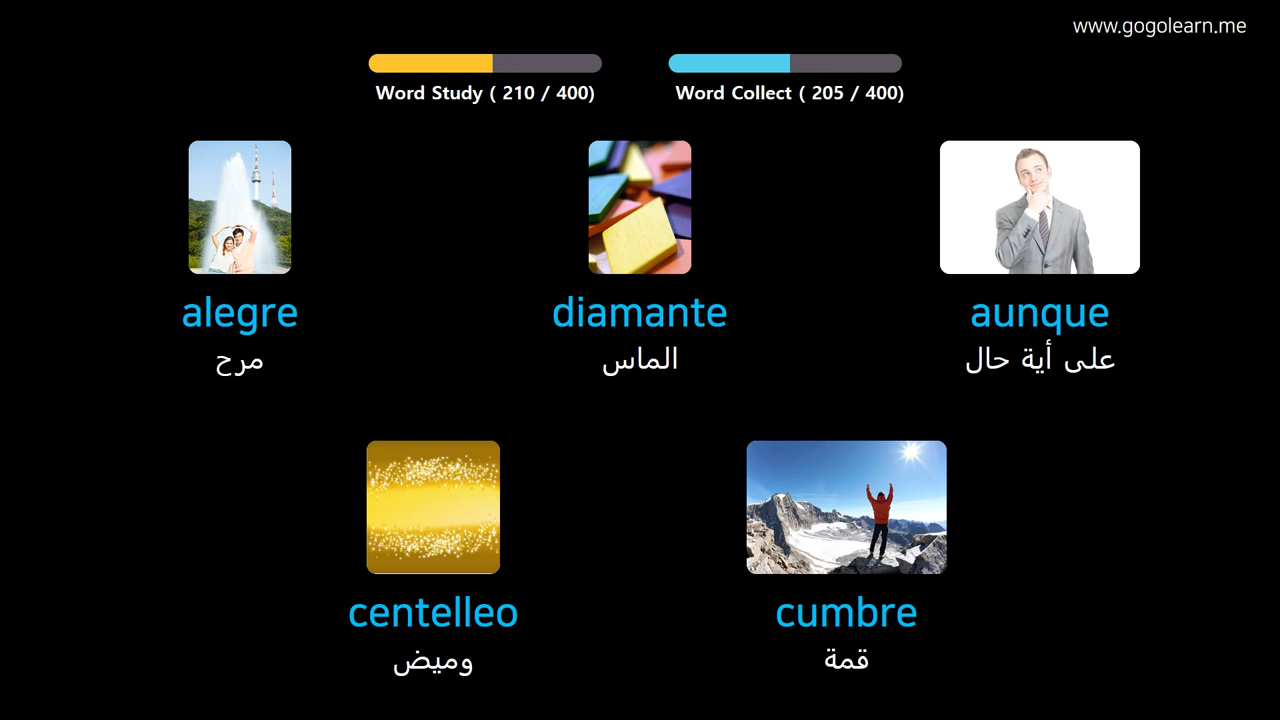 www.gogolearn.me
Word Study ( 210 / 400)
Word Collect ( 205 / 400)
alegre
diamante
aunque
مرح
الماس
على أية حال
centelleo
cumbre
وميض
قمة